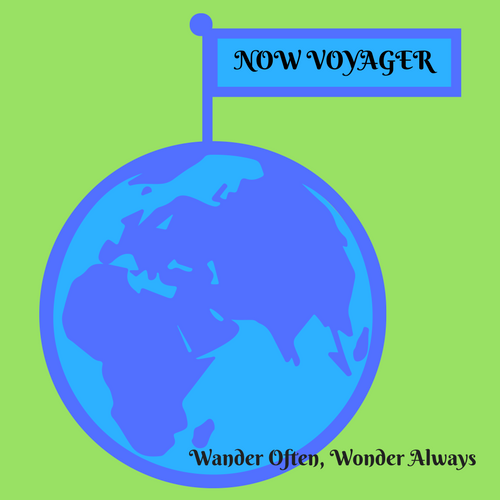 NOW VOYAGER
Wander Often, Wonder Always